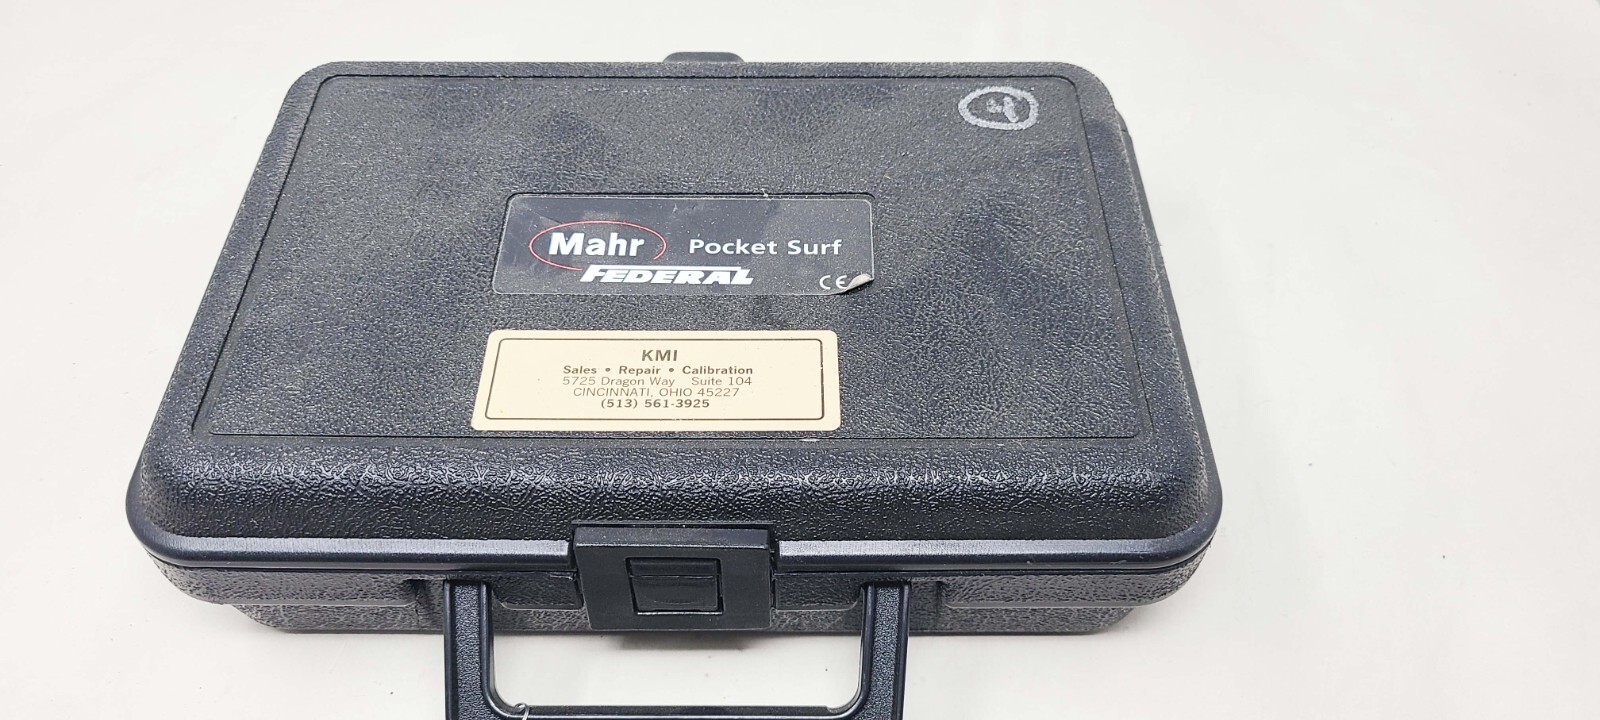 4
Mahr Pocket Surf
FEDERAL
CE
KMI
Sales • Repair • Calibration
5725 Dragon Way Suite 104
CINCINNATI, OHIO 45227
(513) 561-3925